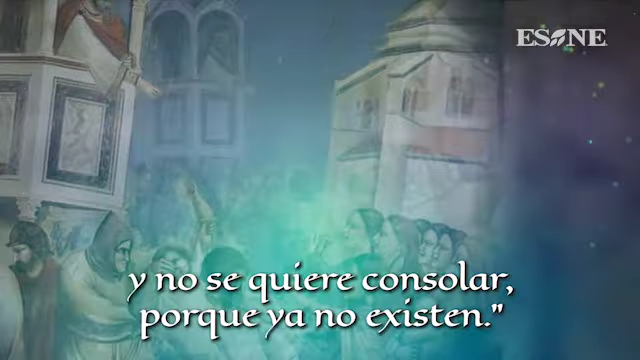 ESNE
y no se quiere consolar,
porque ya no existen."